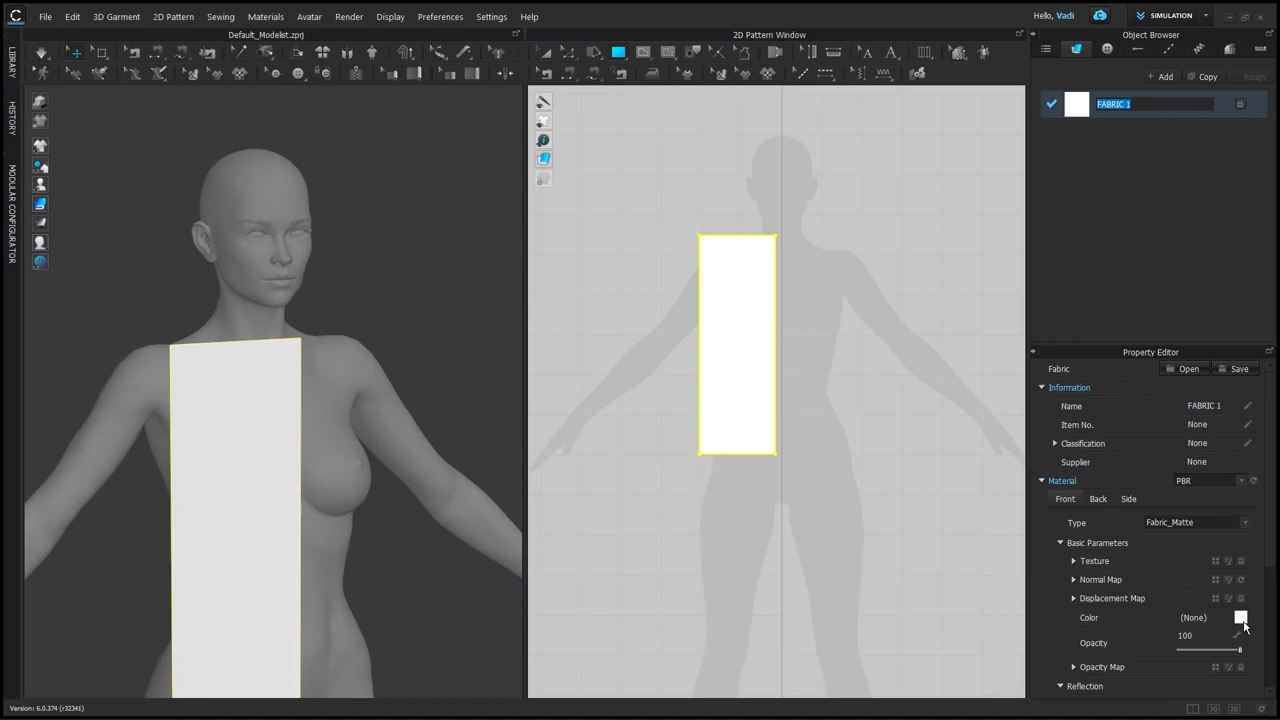 File Edit 3D Garment 2D Pattern Sewing Materials Avatar Render Display Preferences Settings Help
Hello, Vadi
SIMULATION
Default_Modelist.zprj
2D Pattern Window
Object Browser
LIBRARY
HISTORY
MODULAR CONFIGURATOR
+ Add Copy Assign
FABRIC 1
Property Editor
Fabric Open Save
Information
Name FABRIC 1
Item No. None
Classification None
Supplier None
Material PBR
Front Back Side
Type Fabric_Matte
Basic Parameters
Texture
Normal Map
Displacement Map
Color (None)
Opacity 100
Opacity Map
Reflection
Version: 6.0.374 (r32341)
3D 2D